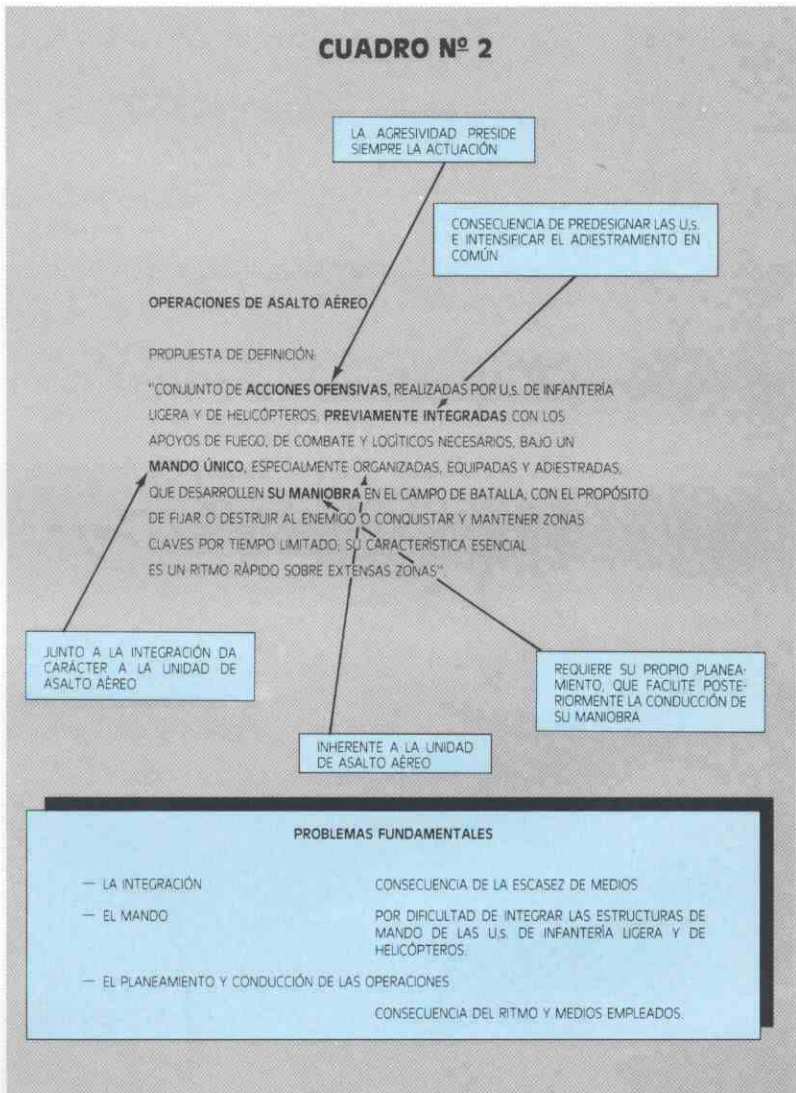 CUADRO Nº 2
LA AGRESIVIDAD PRESIDE
SIEMPRE LA ACTUACIÓN
CONSECUENCIA DE PREDESIGNAR LAS U,s.
E INTENSIFICAR EL ADIESTRAMIENTO EN
COMÚN
OPERACIONES DE ASALTO AÉREO
PROPUESTA DE DEFINICIÓN:
"CONJUNTO DE ACCIONES OFENSIVAS, REALIZADAS POR U.s. DE INFANTERÍA
LIGERA Y DE HELICÓPTEROS, PREVIAMENTE INTEGRADAS CON LOS
APOYOS DE FUEGO, DE COMBATE Y LOGÍTICOS NECESARIOS, BAJO UN
MANDO ÚNICO, ESPECIALMENTE ORGANIZADAS, EQUIPADAS Y ADIESTRADAS,
QUE DESARROLLEN SU MANIOBRA EN EL CAMPO DE BATALLA, CON EL PROPÓSITO
DE FIJAR O DESTRUIR AL ENEMIGO O CONQUISTAR Y MANTENER ZONAS
CLAVES POR TIEMPO LIMITADO; SU CARACTERÍSTICA ESENCIAL
ES UN RITMO RÁPIDO SOBRE EXTENSAS ZONAS".
JUNTO A LA INTEGRACIÓN DA
CARÁCTER A LA UNIDAD DE
ASALTO AÉREO
REQUIERE SU PROPIO PLANEA-
MIENTO, QUE FACILITE POSTE-
RIORMENTE LA CONDUCCIÓN DE
SU MANIOBRA
INHERENTE A LA UNIDAD
DE ASALTO AÉREO
PROBLEMAS FUNDAMENTALES
— LA INTEGRACIÓN CONSECUENCIA DE LA ESCASEZ DE MEDIOS
— EL MANDO POR DIFICULTAD DE INTEGRAR LAS ESTRUCTURAS DE
MANDO DE LAS U.s. DE INFANTERÍA LIGERA Y DE
HELICÓPTEROS.
— EL PLANEAMIENTO Y CONDUCCIÓN DE LAS OPERACIONES
CONSECUENCIA DEL RITMO Y MEDIOS EMPLEADOS.